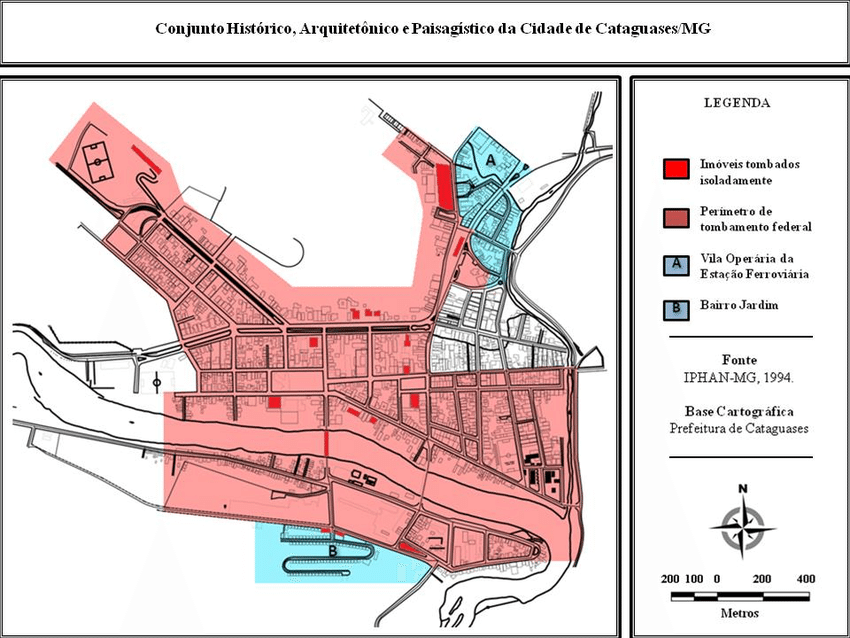 Conjunto Histórico, Arquitetônico e Paisagístico da Cidade de Cataguases/MG
A
B
LEGENDA
Imóveis tombados
isoladamente
Perímetro de
tombamento federal
A
Vila Operária da
Estação Ferroviária
B
Bairro Jardim
Fonte
IPHAN-MG, 1994.
Base Cartográfica
Prefeitura de Cataguases
N
200 100 0 200 400
Metros